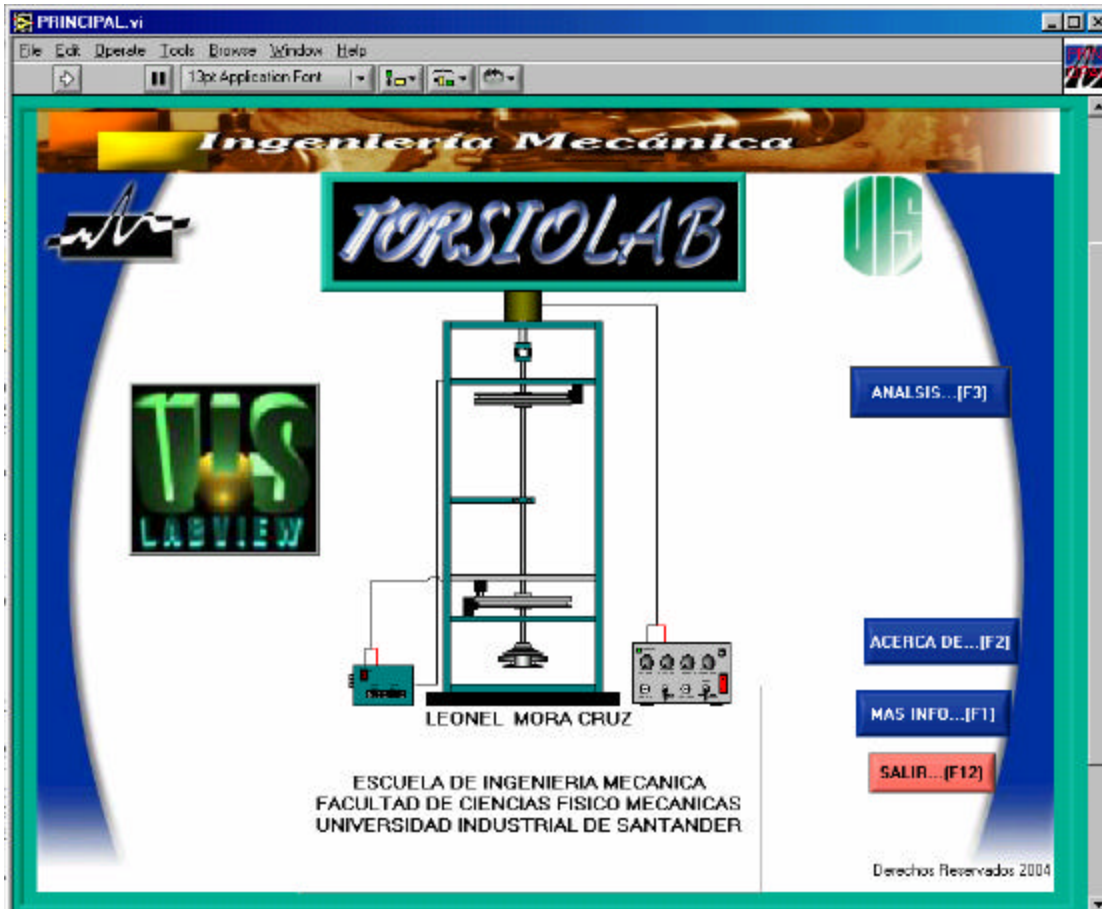 PRINCIPAL.vi
File Edit Operate Tools Browse Window Help
13pt Application Font
Ingeniería Mecánica
TORSIOLAB
UIS
UIS
LABVIEW
ANALSIS...[F3]
ACERCA DE...[F2]
MAS INFO...[F1]
SALIR...[F12]
LEONEL MORA CRUZ
ESCUELA DE INGENIERIA MECANICA
FACULTAD DE CIENCIAS FISICO MECANICAS
UNIVERSIDAD INDUSTRIAL DE SANTANDER
Derechos Reservados 2004